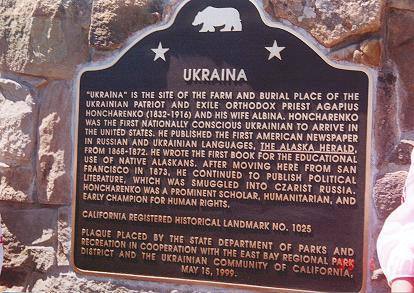 UKRAINA
"UKRAINA" IS THE SITE OF THE FARM AND BURIAL PLACE OF THE
UKRAINIAN PATRIOT AND EXILE ORTHODOX PRIEST AGAPIUS
HONCHARENKO (1832-1916) AND HIS WIFE ALBINA. HONCHARENKO
WAS THE FIRST NATIONALLY CONSCIOUS UKRAINIAN TO ARRIVE IN
THE UNITED STATES. HE PUBLISHED THE FIRST AMERICAN NEWSPAPER
IN RUSSIAN AND UKRAINIAN LANGUAGES, THE ALASKA HERALD,
FROM 1868-1872. HE WROTE THE FIRST BOOK FOR THE EDUCATIONAL
USE OF NATIVE ALASKANS. AFTER MOVING HERE FROM SAN
FRANCISCO IN 1873, HE CONTINUED TO PUBLISH POLITICAL
LITERATURE, WHICH WAS SMUGGLED INTO CZARIST RUSSIA.
HONCHARENKO WAS A PROMINENT SCHOLAR, HUMANITARIAN, AND
EARLY CHAMPION FOR HUMAN RIGHTS.
CALIFORNIA REGISTERED HISTORICAL LANDMARK NO. 1025
PLAQUE PLACED BY THE STATE DEPARTMENT OF PARKS AND
RECREATION IN COOPERATION WITH THE EAST BAY REGIONAL PARK
DISTRICT AND THE UKRAINIAN COMMUNITY OF CALIFORNIA,
MAY 15, 1999.